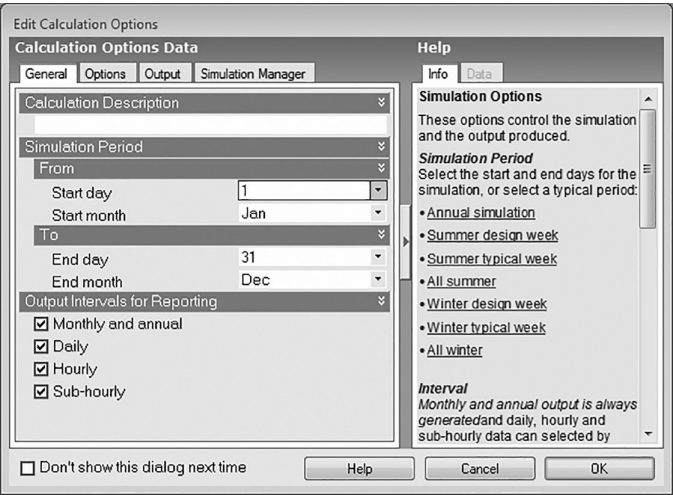 Edit Calculation Options
Calculation Options Data
General Options Output Simulation Manager
Calculation Description
Simulation Period
From
Start day 1
Start month Jan
To
End day 31
End month Dec
Output Intervals for Reporting
Monthly and annual
Daily
Hourly
Sub-hourly
Help
Info Data
Simulation Options
These options control the simulation
and the output produced.
Simulation Period
Select the start and end days for the
simulation, or select a typical period:
• Annual simulation
• Summer design week
• Summer typical week
• All summer
• Winter design week
• Winter typical week
• All winter
Interval
Monthly and annual output is always
generatedand daily, hourly and
sub-hourly data can selected by
Don't show this dialog next time
Help Cancel OK